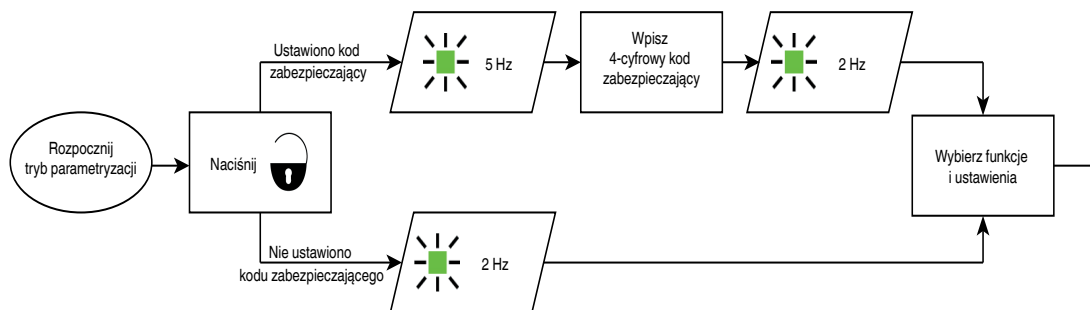 Rozpocznij
tryb parametryzacji
Naciśnij
Ustawiono kod
zabezpieczający
5 Hz
Wpisz
4-cyfrowy kod
zabezpieczający
2 Hz
Nie ustawiono
kodu zabezpieczającego
2 Hz
Wybierz funkcje
i ustawienia